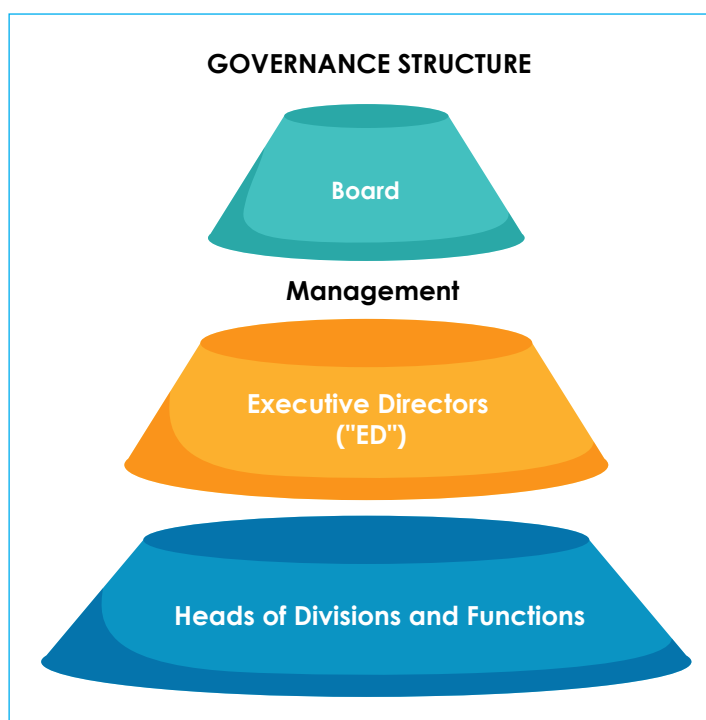 GOVERNANCE STRUCTURE
Board
Management
Executive Directors
("ED")
Heads of Divisions and Functions